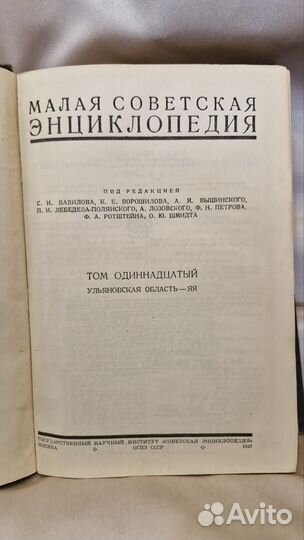 МАЛАЯ СОВЕТСКАЯ
ЭНЦИКЛОПЕДИЯ
ПОД РЕДАКЦИЕЙ
С. И. ВАВИЛОВА, К. Е. ВОРОШИЛОВА, А. Я. ВЫШИНСКОГО,
П. И. ЛЕБЕДЕВА-ПОЛЯНСКОГО, А. ЛОЗОВСКОГО, Ф. Н. ПЕТРОВА,
Ф. А. РОТШТЕЙНА, О. Ю. ШМИДТА
ТОМ ОДИННАДЦАТЫЙ
УЛЬЯНОВСКАЯ ОБЛАСТЬ—ЯЯ
ГОСУДАРСТВЕННЫЙ НАУЧНЫЙ ИНСТИТУТ «СОВЕТСКАЯ ЭНЦИКЛОПЕДИЯ»
МОСКВА ОГИЗ СССР 1947
Avito